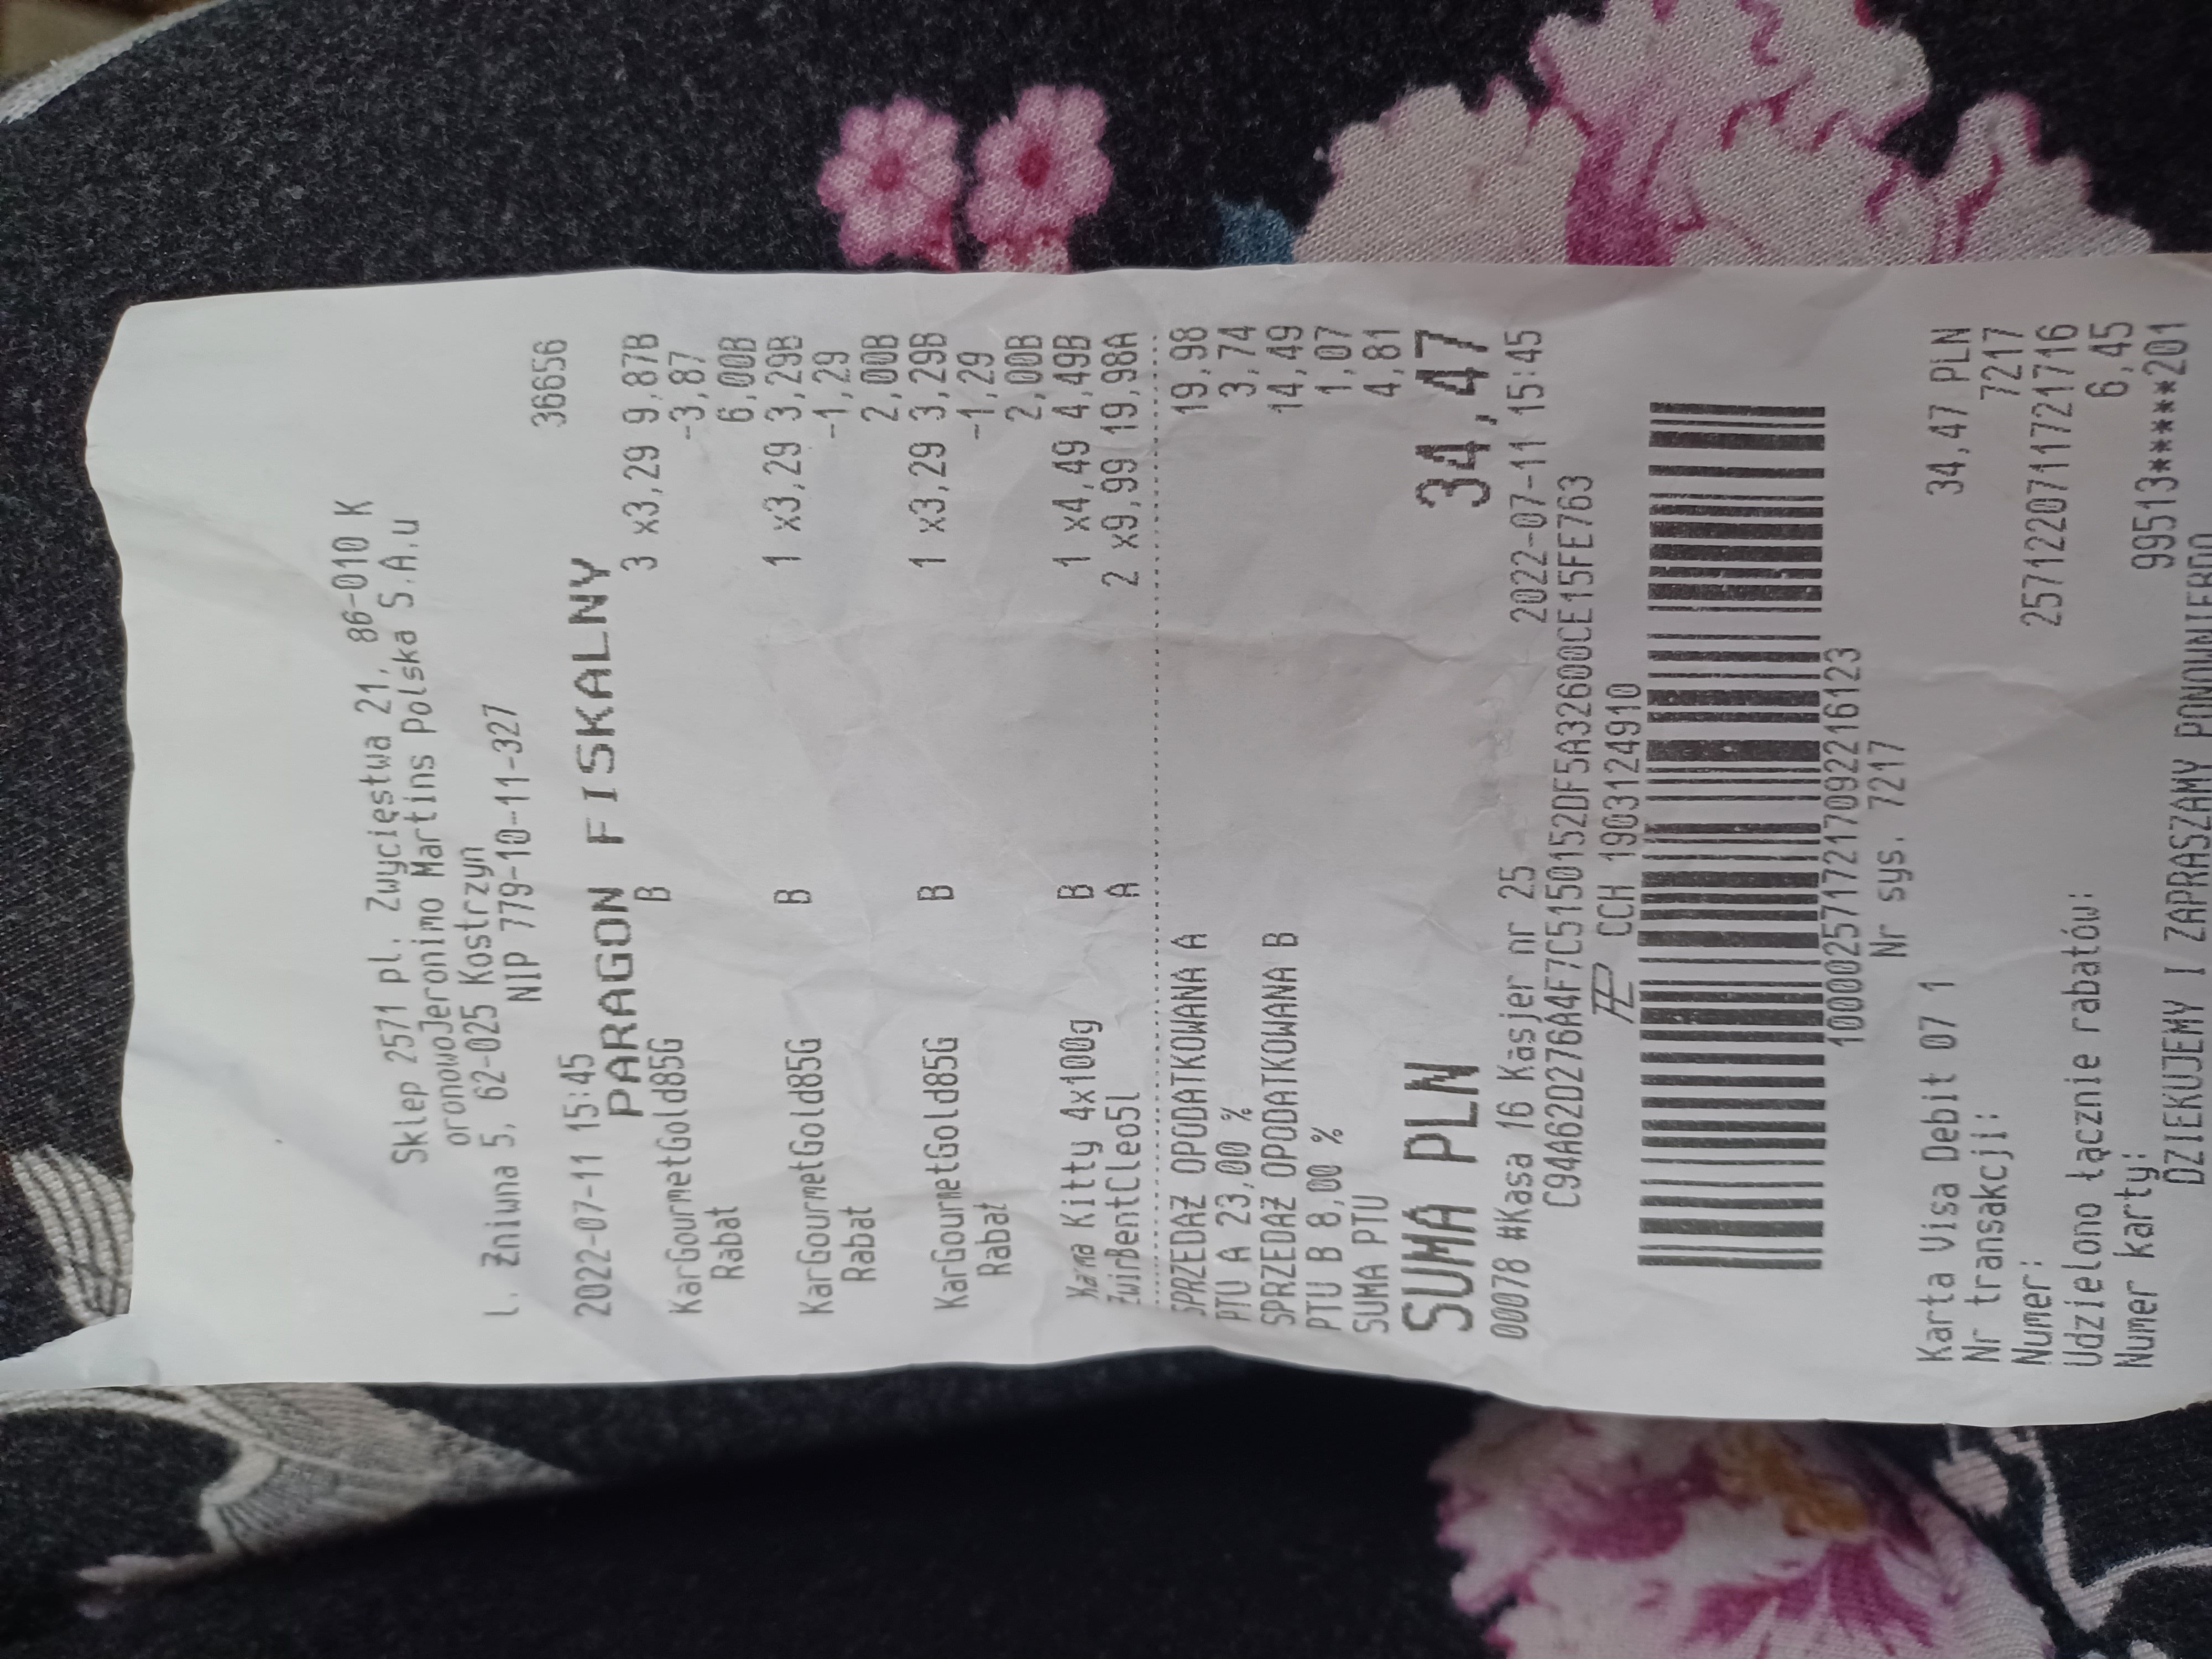 Sklep 2571 pl. Zwycięstwa 21, 86-010 K
oronowoJeronimo Martins Polska S.A.u
l. Żniwna 5, 62-025 Kostrzyn
NIP 779-10-11-327
2022-07-11 15:45 36656
PARAGON FISKALNY
KarGourmetGold85G B 3 x3,29 9,87B
Rabat -3,87
6,00B
KarGourmetGold85G B 1 x3,29 3,29B
Rabat -1,29
2,00B
KarGourmetGold85G B 1 x3,29 3,29B
Rabat -1,29
2,00B
Karma Kitty 4x100g B 1 x4,49 4,49B
ŻwirBentCleo5l A 2 x9,99 19,98A
SPRZEDAŻ OPODATKOWANA A 19,98
PTU A 23,00 % 3,74
SPRZEDAŻ OPODATKOWANA B 14,49
PTU B 8,00 % 1,07
SUMA PTU 4,81
SUMA PLN 34,47
00078 #Kasa 16 Kasjer nr 25 2022-07-11 15:45
C94A62D276A4F7C5150152DF5A32600CE15FE763
CCH 1903124910
1000025717217092216123
Nr sys. 7217
Karta Visa Debit 07 1 34,47 PLN
Nr transakcji: 7217
Numer: 257122071172​1716
Udzielono łącznie rabatów: 6,45
Numer karty: 99513****201
DZIEKUJEMY I ZAPRASZAMY PONOWNIE